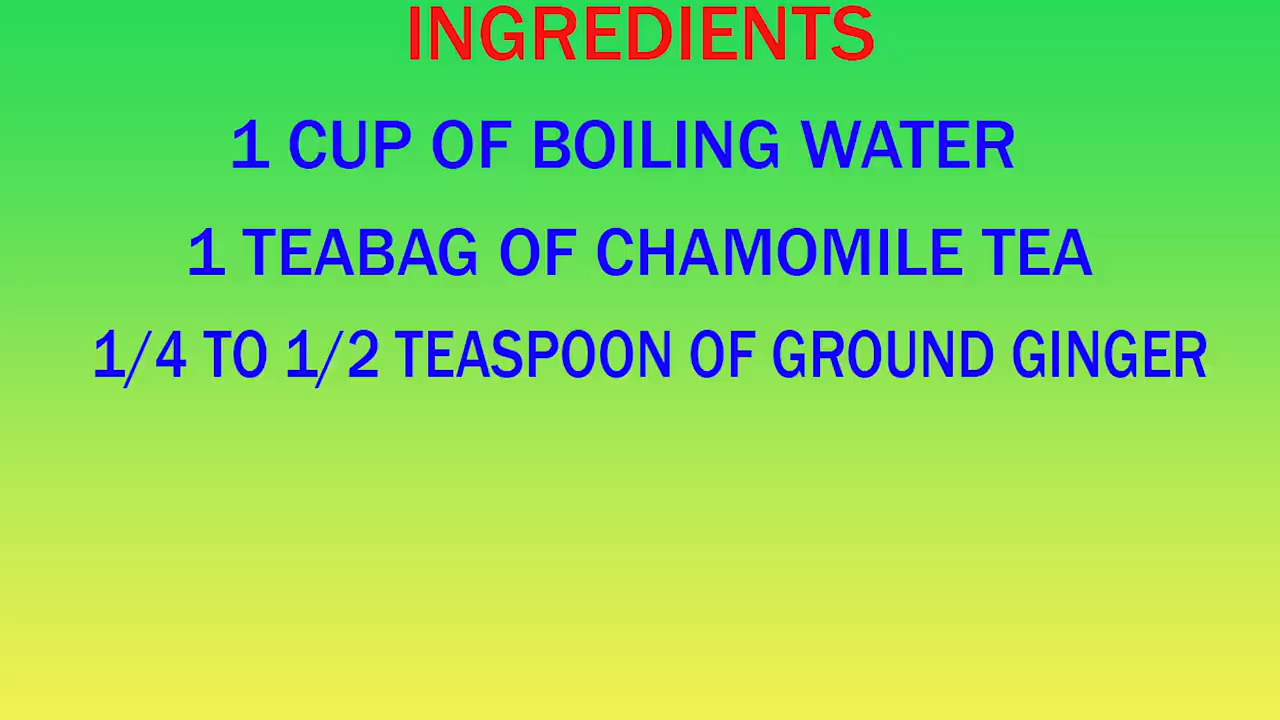 INGREDIENTS
1 CUP OF BOILING WATER
1 TEABAG OF CHAMOMILE TEA
1/4 TO 1/2 TEASPOON OF GROUND GINGER